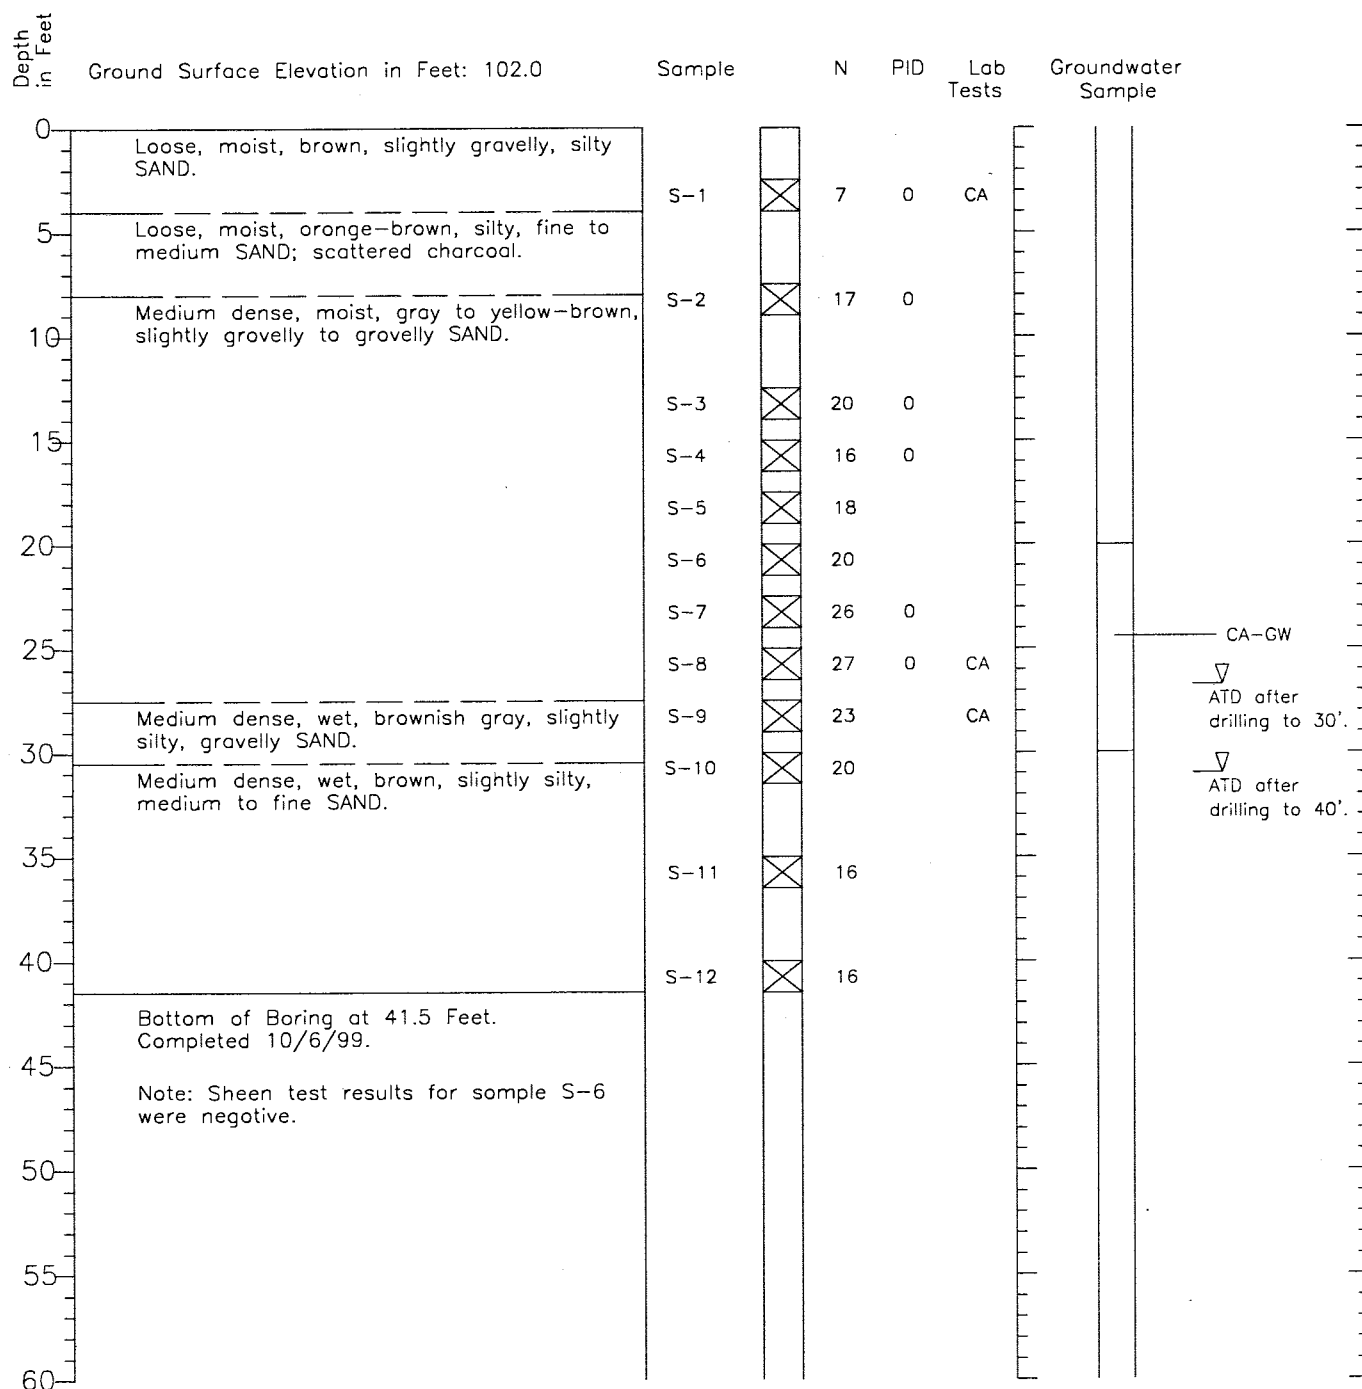 Depth
in Feet
Ground Surface Elevation in Feet: 102.0
Sample
N
PID
Lab
Tests
Groundwater
Sample
0
Loose, moist, brown, slightly gravelly, silty
SAND.
S-1
7
0
CA
5
Loose, moist, oronge-brown, silty, fine to
medium SAND; scattered charcoal.
S-2
17
0
Medium dense, moist, gray to yellow-brown,
slightly grovelly to grovelly SAND.
10
S-3
20
0
15
S-4
16
0
S-5
18
20
S-6
20
S-7
26
0
CA-GW
25
S-8
27
0
CA
ATD after
drilling to 30'.
Medium dense, wet, brownish gray, slightly
silty, gravelly SAND.
S-9
23
CA
30
S-10
20
Medium dense, wet, brown, slightly silty,
medium to fine SAND.
ATD after
drilling to 40'.
35
S-11
16
40
S-12
16
Bottom of Boring at 41.5 Feet.
Completed 10/6/99.
45
Note: Sheen test results for somple S-6
were negotive.
50
55
60